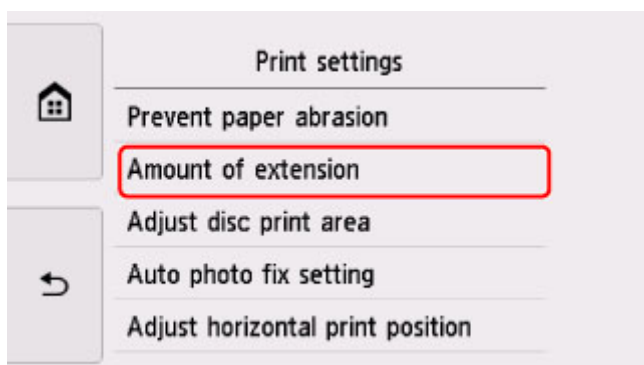 Print settings
Prevent paper abrasion
Amount of extension
Adjust disc print area
Auto photo fix setting
Adjust horizontal print position